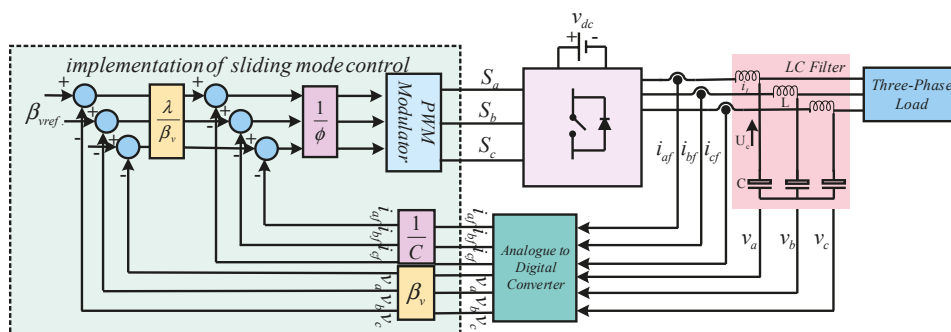 v_dc
+ -
implementation of sliding mode control
LC Filter
β_vref
+
+
+
-
-
-
λ
β_v
+
+
+
-
-
-
1
φ
PWM
Modulator
S_a
S_b
S_c
i_af
i_bf
i_cf
L
U_c
C
Three-Phase
Load
i_af
i_bf
i_cf
1
C
i_af
i_bf
i_cf
v_a
v_b
v_c
β_v
v_a
v_b
v_c
Analogue to
Digital
Converter
v_a
v_b
v_c